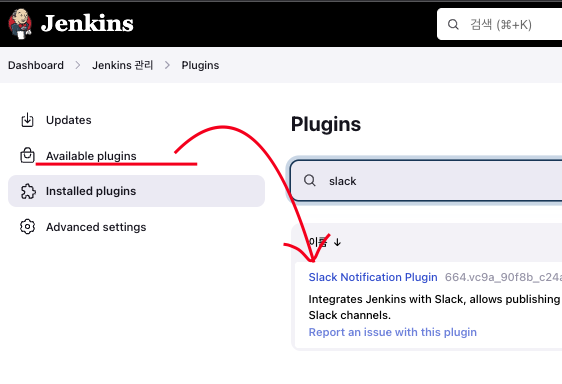 Jenkins
검색 (⌘+K)
Dashboard > Jenkins 관리 > Plugins
Updates
Available plugins
Installed plugins
Advanced settings
Plugins
slack
이름 ↓
Slack Notification Plugin 664.vc9a_90f8b_c24a
Integrates Jenkins with Slack, allows publishing
Slack channels.
Report an issue with this plugin